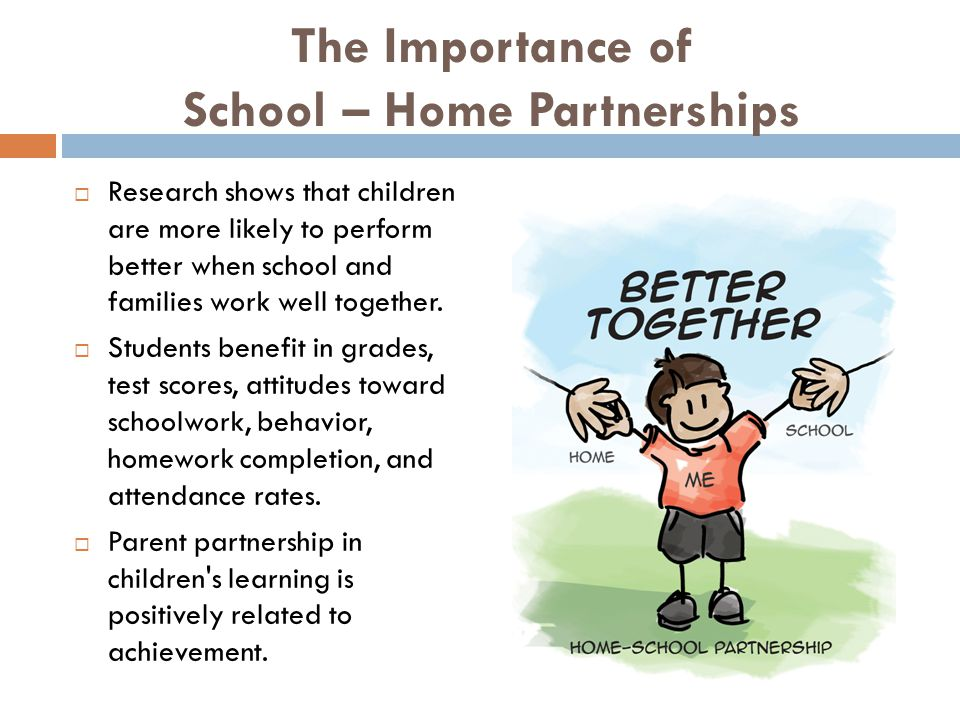 The Importance of
School – Home Partnerships
□ Research shows that children
are more likely to perform
better when school and
families work well together.
□ Students benefit in grades,
test scores, attitudes toward
schoolwork, behavior,
homework completion, and
attendance rates.
□ Parent partnership in
children's learning is
positively related to
achievement.
BETTER
TOGETHER
HOME
SCHOOL
ME
HOME-SCHOOL PARTNERSHIP